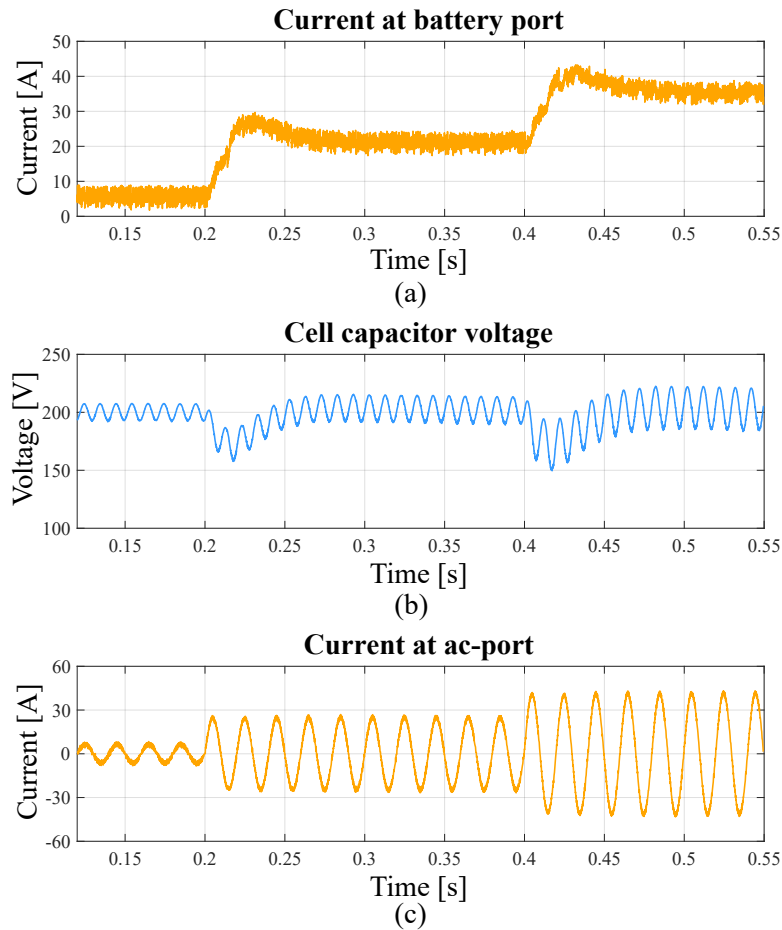 Current at battery port
Current [A]
50
40
30
20
10
0
0.15 0.2 0.25 0.3 0.35 0.4 0.45 0.5 0.55
Time [s]
(a)
Cell capacitor voltage
Voltage [V]
250
200
150
100
0.15 0.2 0.25 0.3 0.35 0.4 0.45 0.5 0.55
Time [s]
(b)
Current at ac-port
Current [A]
60
30
0
-30
-60
0.15 0.2 0.25 0.3 0.35 0.4 0.45 0.5 0.55
Time [s]
(c)